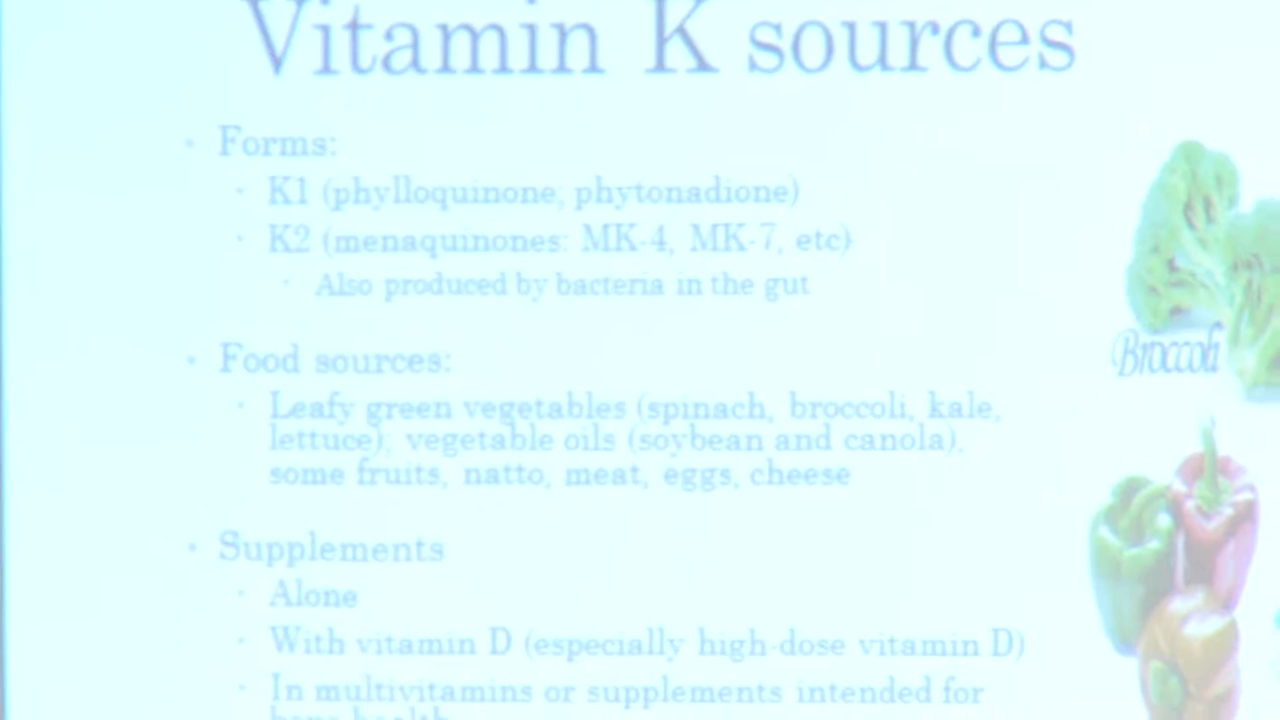 Vitamin K sources
• Forms:
• K1 (phylloquinone, phytonadione)
• K2 (menaquinones: MK-4, MK-7, etc)
• Also produced by bacteria in the gut
• Food sources:
• Leafy green vegetables (spinach, broccoli, kale,
lettuce), vegetable oils (soybean and canola),
some fruits, natto, meat, eggs, cheese
Broccoli
• Supplements
• Alone
• With vitamin D (especially high-dose vitamin D)
• In multivitamins or supplements intended for
bone health